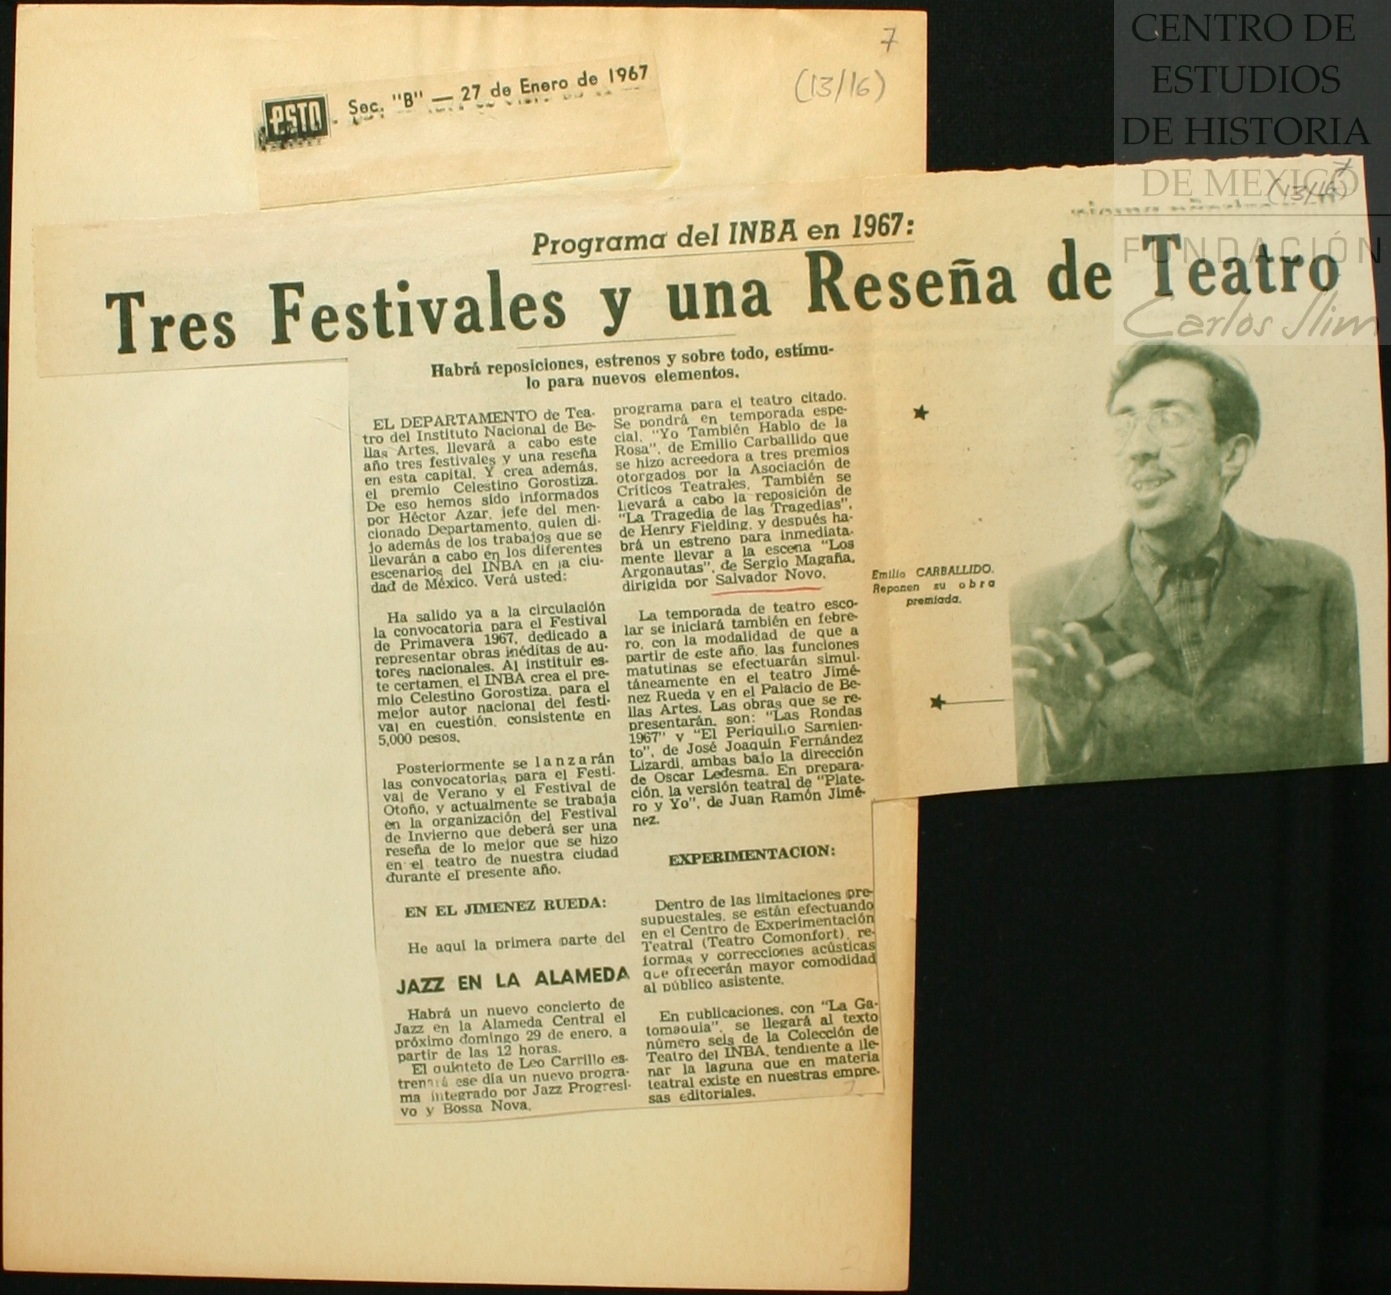 7
(13/16)
ESTO
Sec. "B" — 27 de Enero de 1967
CENTRO DE
ESTUDIOS
DE HISTORIA
DE MEXICO
FUNDACIÓN
Carlos Slim
7
(13/16)
Programa del INBA en 1967:
Tres Festivales y una Reseña de Teatro
Habrá reposiciones, estrenos y sobre todo, estímu-
lo para nuevos elementos.
EL DEPARTAMENTO de Tea-
tro del Instituto Nacional de Be-
llas Artes, llevará a cabo este
año tres festivales y una reseña
en esta capital. Y crea además,
el premio Celestino Gorostiza.
De eso hemos sido informados
por Héctor Azar, jefe del men-
cionado Departamento, quien di-
jo además de los trabajos que se
llevarán a cabo en los diferentes
escenarios del INBA en la ciu-
dad de México. Verá usted:
Ha salido ya a la circulación
la convocatoria para el Festival
de Primavera 1967, dedicado a
representar obras inéditas de au-
tores nacionales. Al instituir es-
te certamen, el INBA crea el pre-
mio Celestino Gorostiza, para el
mejor autor nacional del festi-
val en cuestión, consistente en
5,000 pesos.
Posteriormente se lanzarán
las convocatorias para el Festi-
val de Verano y el Festival de
Otoño, y actualmente se trabaja
en la organización del Festival
de Invierno que deberá ser una
reseña de lo mejor que se hizo
en el teatro de nuestra ciudad
durante el presente año.
EN EL JIMENEZ RUEDA:
He aquí la primera parte del
JAZZ EN LA ALAMEDA
Habrá un nuevo concierto de
Jazz en la Alameda Central el
próximo domingo 29 de enero, a
partir de las 12 horas.
El quinteto de Leo Carrillo es-
trenará ese día un nuevo progra-
ma integrado por Jazz Progresi-
vo y Bossa Nova.
programa para el teatro citado.
Se pondrá en temporada espe-
cial, "Yo También Hablo de la
Rosa", de Emilio Carballido que
se hizo acreedora a tres premios
otorgados por la Asociación de
Críticos Teatrales. También se
llevará a cabo la reposición de
"La Tragedia de las Tragedias",
de Henry Fielding, y después ha-
brá un estreno para inmediata-
mente llevar a la escena "Los
Argonautas", de Sergio Magaña,
dirigida por Salvador Novo.
La temporada de teatro esco-
lar se iniciará también en febre-
ro, con la modalidad de que a
partir de este año, las funciones
matutinas se efectuarán simul-
táneamente en el teatro Jimé-
nez Rueda y en el Palacio de Be-
llas Artes. Las obras que se re-
presentarán, son: "Las Rondas
1967" y "El Periquillo Sarnien-
to", de José Joaquín Fernández
Lizardi, ambas bajo la dirección
de Oscar Ledesma. En prepara-
ción, la versión teatral de "Plate-
ro y Yo", de Juan Ramón Jimé-
nez.
EXPERIMENTACION:
Dentro de las limitaciones pre-
supuestales, se están efectuando
en el Centro de Experimentación
Teatral (Teatro Comonfort), re-
formas y correcciones acústicas
que ofrecerán mayor comodidad
al público asistente.
En publicaciones, con "La Ga-
tomaquia", se llegará al texto
número seis de la Colección de
Teatro del INBA, tendiente a lle-
nar la laguna que en materia
teatral existe en nuestras empre-
sas editoriales.
Emilio CARBALLIDO.
Reponen su obra
premiada.